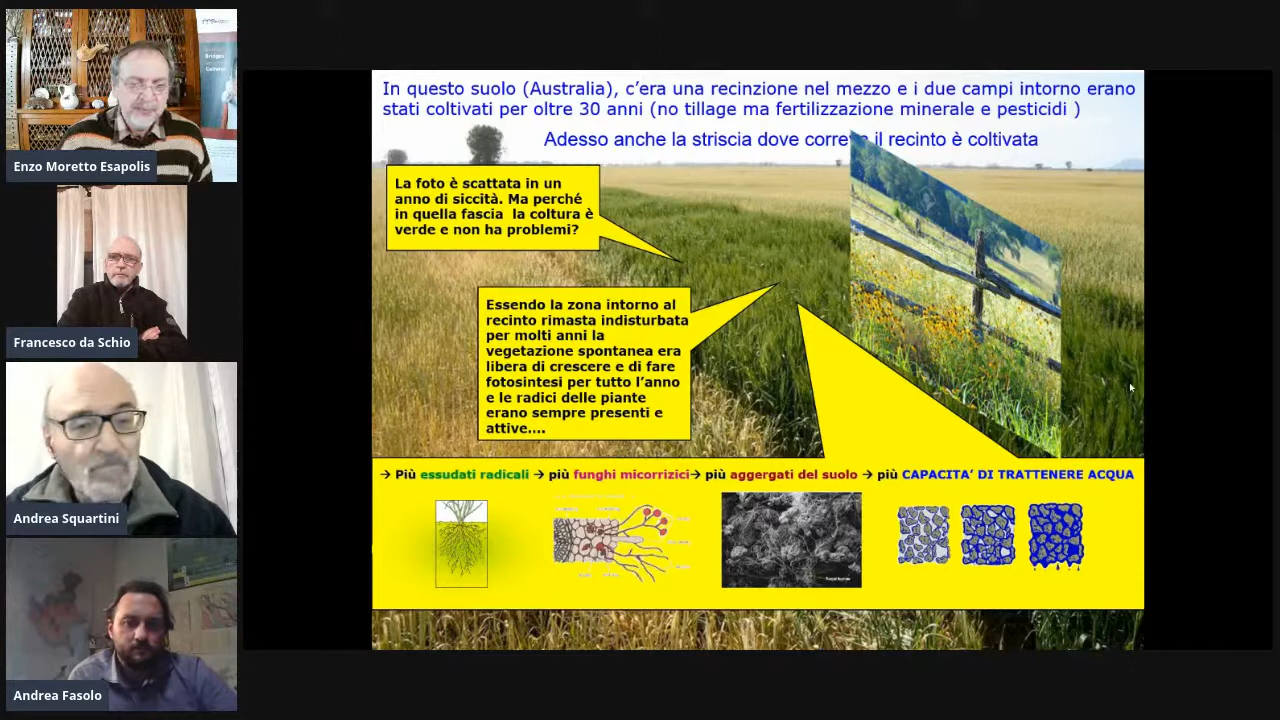 Bridges
Cultures
Enzo Moretto Esapolis
Francesco da Schio
Andrea Squartini
Andrea Fasolo
In questo suolo (Australia), c’era una recinzione nel mezzo e i due campi intorno erano
stati coltivati per oltre 30 anni (no tillage ma fertilizzazione minerale e pesticidi )
Adesso anche la striscia dove corre il recinto è coltivata
La foto è scattata in un
anno di siccità. Ma perché
in quella fascia la coltura è
verde e non ha problemi?
Essendo la zona intorno al
recinto rimasta indisturbata
per molti anni la
vegetazione spontanea era
libera di crescere e di fare
fotosintesi per tutto l’anno
e le radici delle piante
erano sempre presenti e
attive....
→ Più essudati radicali → più funghi micorrizici→ più aggergati del suolo → più CAPACITA’ DI TRATTENERE ACQUA